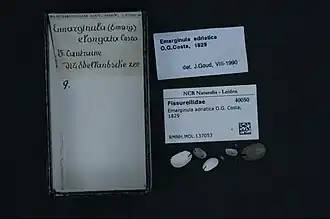 Emarginula (Emarg)
elongata Costa
Cantraine
Middellandsche zee
9.
Emarginula adriatica
O.G.Costa, 1829
det. J.Goud, VIII-1990
NCB Naturalis - Leiden
Fissurellidae 40050
Emarginula adriatica O.G. Costa,
1829
RMNH.MOL.137053